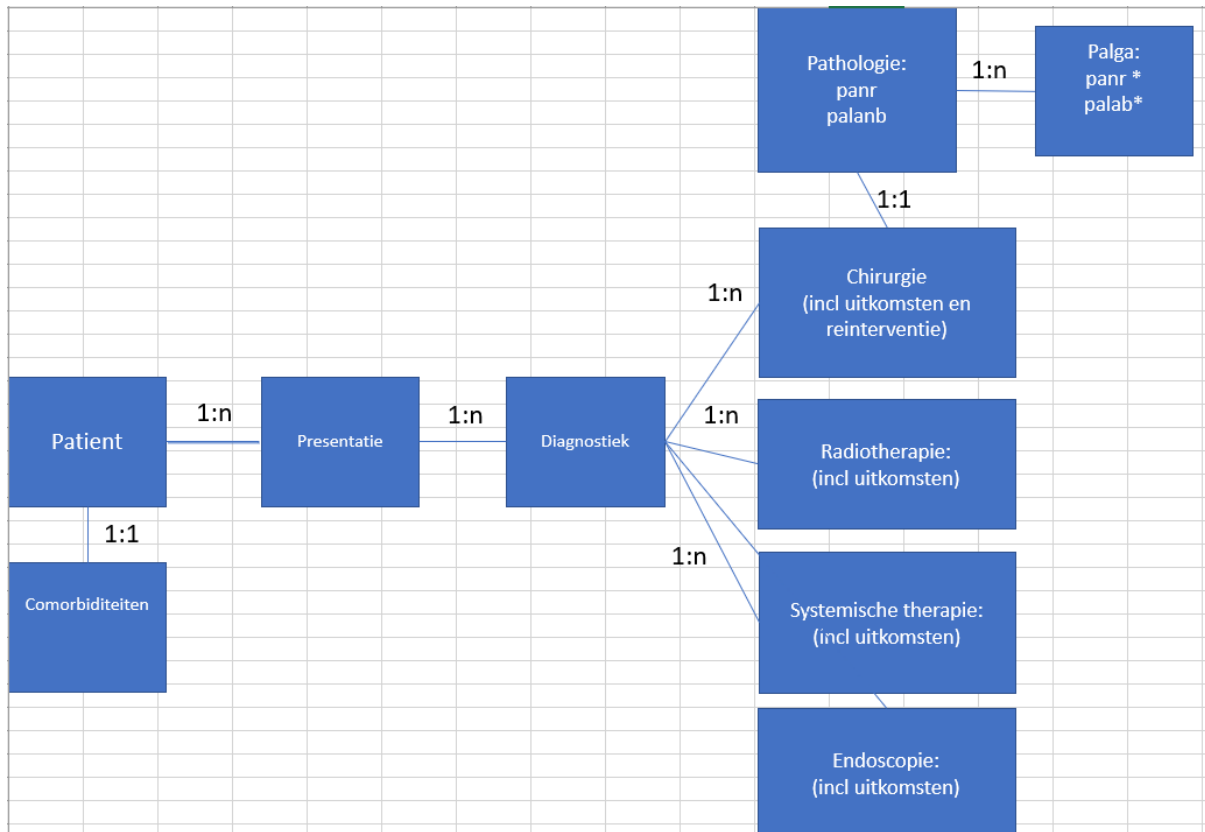 Pathologie:
panr
palanb
1:n
Palga:
panr *
palab*
1:1
Chirurgie
(incl uitkomsten en
reinterventie)
1:n
Patient
1:n
Presentatie
1:n
Diagnostiek
1:n
Radiotherapie:
(incl uitkomsten)
1:1
Comorbiditeiten
1:n
Systemische therapie:
(incl uitkomsten)
Endoscopie:
(incl uitkomsten)